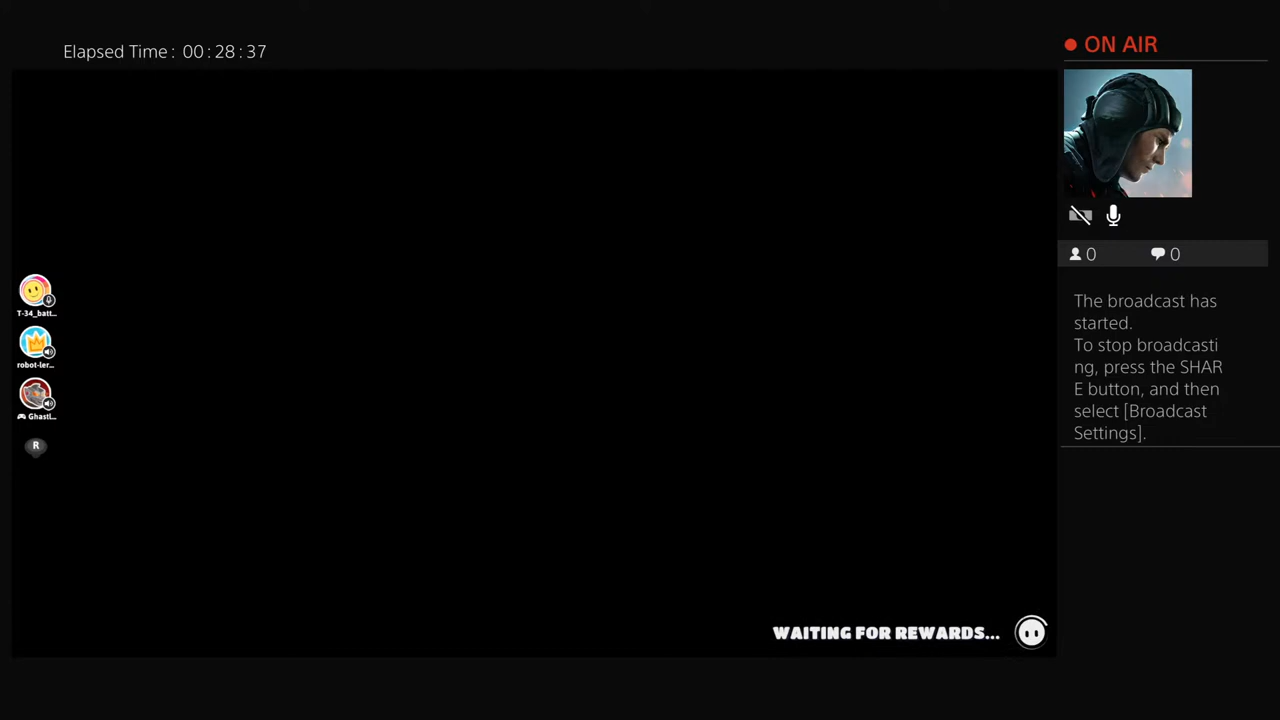 Elapsed Time: 00:28:37
ON AIR
0 0
The broadcast has
started.
To stop broadcasti
ng, press the SHAR
E button, and then
select [Broadcast
Settings].
T-34_batt...
robot-ler...
Ghastl...
R
WAITING FOR REWARDS...